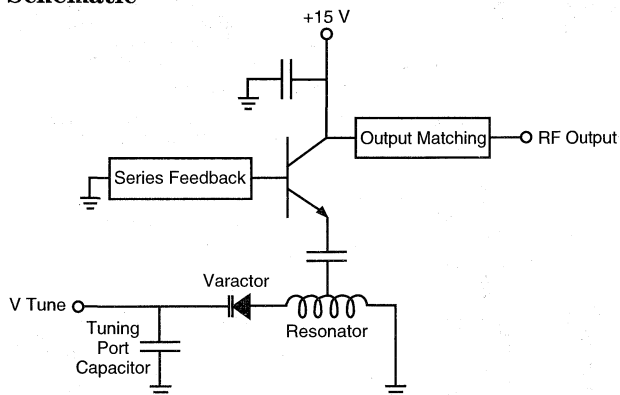 Schematic
+15 V
Output Matching
RF Output
Series Feedback
Varactor
V Tune
Tuning
Port
Capacitor
Resonator